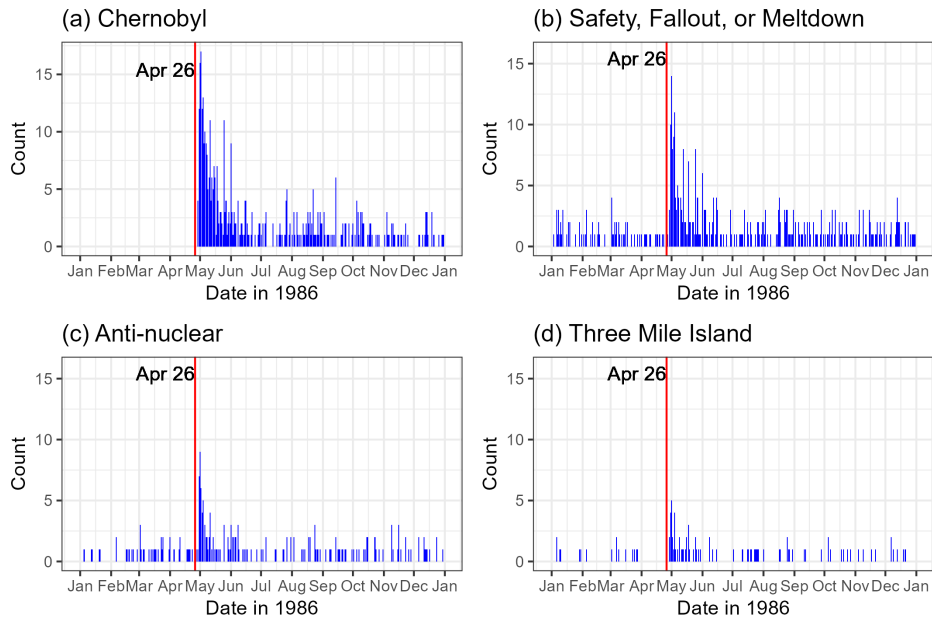 (a) Chernobyl
Apr 26
Count
15
10
5
0
Jan Feb Mar Apr May Jun Jul Aug Sep Oct Nov Dec Jan
Date in 1986
(b) Safety, Fallout, or Meltdown
Apr 26
Count
15
10
5
0
Jan Feb Mar Apr May Jun Jul Aug Sep Oct Nov Dec Jan
Date in 1986
(c) Anti-nuclear
Apr 26
Count
15
10
5
0
Jan Feb Mar Apr May Jun Jul Aug Sep Oct Nov Dec Jan
Date in 1986
(d) Three Mile Island
Apr 26
Count
15
10
5
0
Jan Feb Mar Apr May Jun Jul Aug Sep Oct Nov Dec Jan
Date in 1986